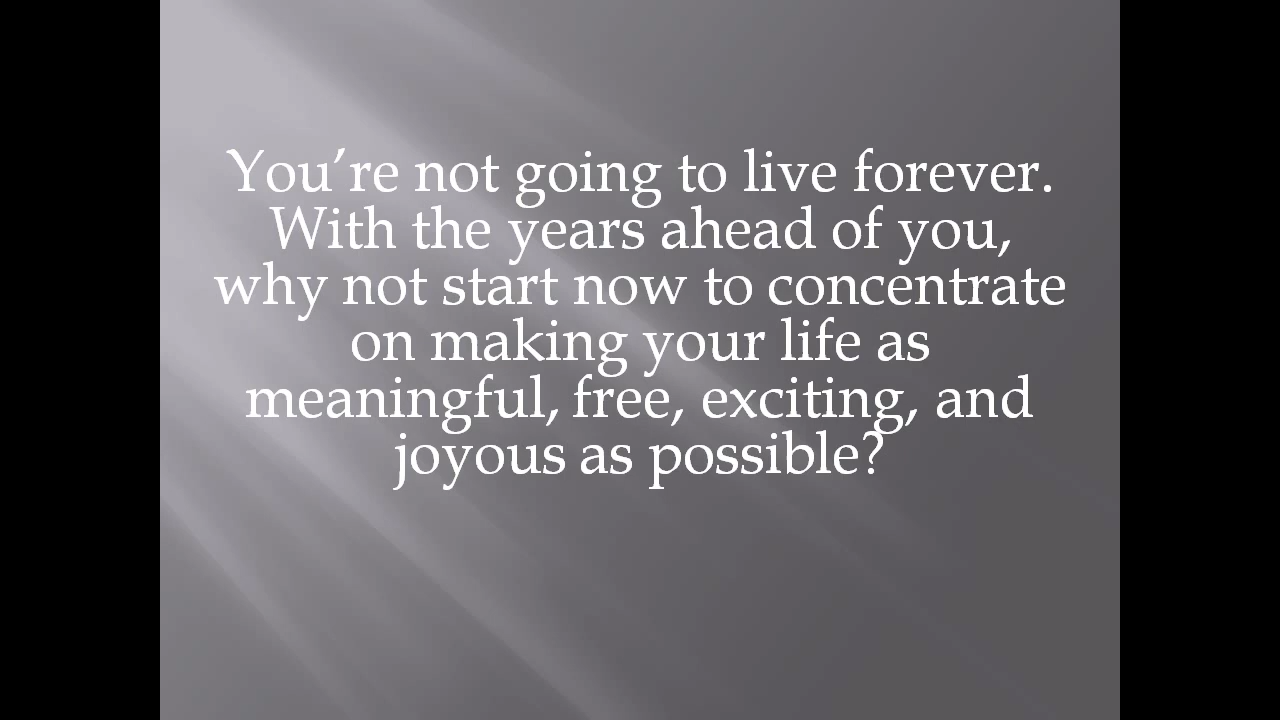 You’re not going to live forever.
With the years ahead of you,
why not start now to concentrate
on making your life as
meaningful, free, exciting, and
joyous as possible?